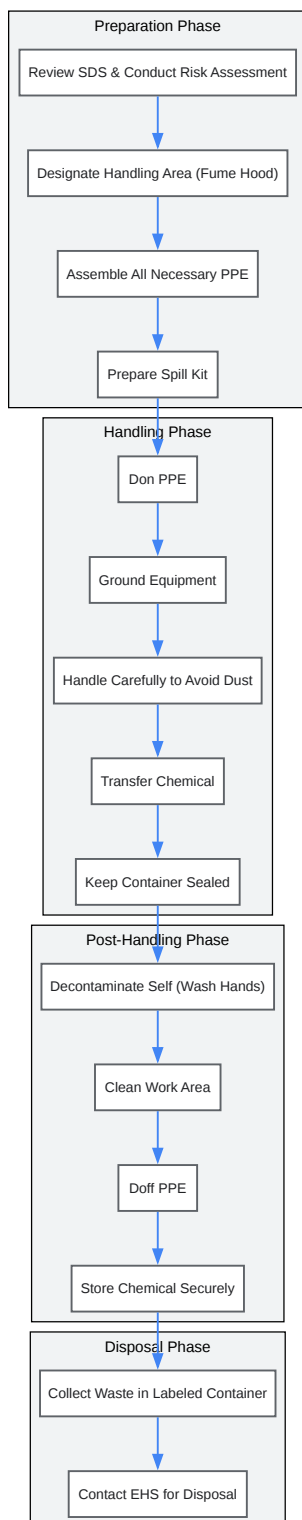 Preparation Phase
Review SDS & Conduct Risk Assessment
Designate Handling Area (Fume Hood)
Assemble All Necessary PPE
Prepare Spill Kit
Handling Phase
Don PPE
Ground Equipment
Handle Carefully to Avoid Dust
Transfer Chemical
Keep Container Sealed
Post-Handling Phase
Decontaminate Self (Wash Hands)
Clean Work Area
Doff PPE
Store Chemical Securely
Disposal Phase
Collect Waste in Labeled Container
Contact EHS for Disposal